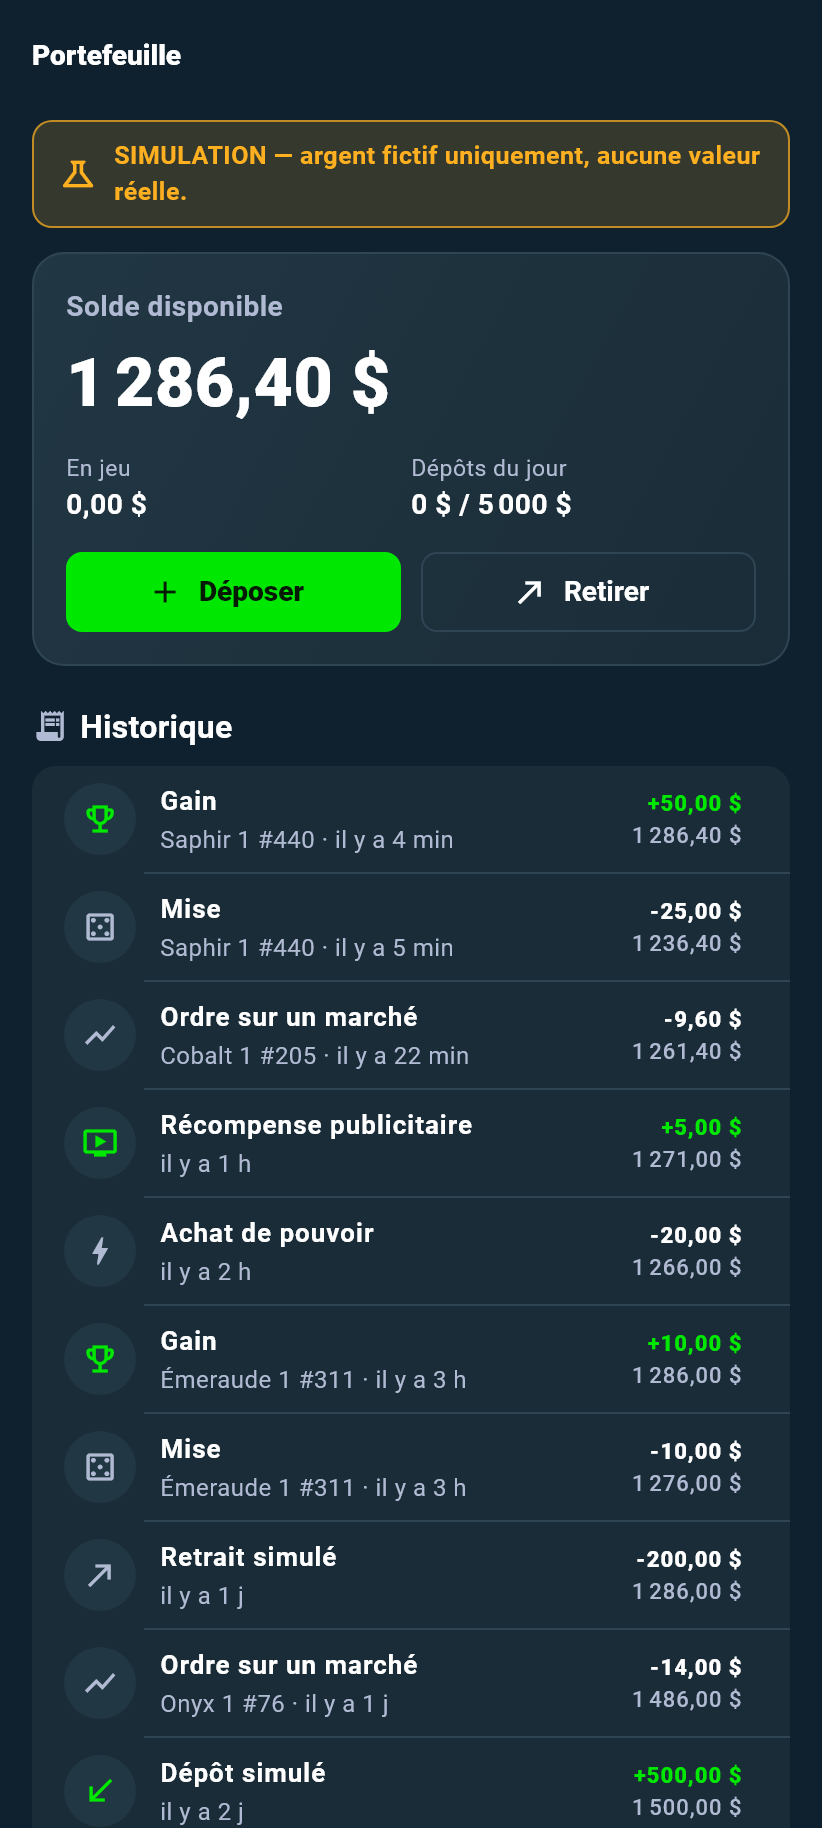 Portefeuille
SIMULATION — argent fictif uniquement, aucune valeur
réelle.
Solde disponible
1 286,40 $
En jeu
0,00 $
Dépôts du jour
0 $ / 5 000 $
Déposer
Retirer
Historique
Gain
Saphir 1 #440 · il y a 4 min
+50,00 $
1 286,40 $
Mise
Saphir 1 #440 · il y a 5 min
-25,00 $
1 236,40 $
Ordre sur un marché
Cobalt 1 #205 · il y a 22 min
-9,60 $
1 261,40 $
Récompense publicitaire
il y a 1 h
+5,00 $
1 271,00 $
Achat de pouvoir
il y a 2 h
-20,00 $
1 266,00 $
Gain
Émeraude 1 #311 · il y a 3 h
+10,00 $
1 286,00 $
Mise
Émeraude 1 #311 · il y a 3 h
-10,00 $
1 276,00 $
Retrait simulé
il y a 1 j
-200,00 $
1 286,00 $
Ordre sur un marché
Onyx 1 #76 · il y a 1 j
-14,00 $
1 486,00 $
Dépôt simulé
il y a 2 j
+500,00 $
1 500,00 $